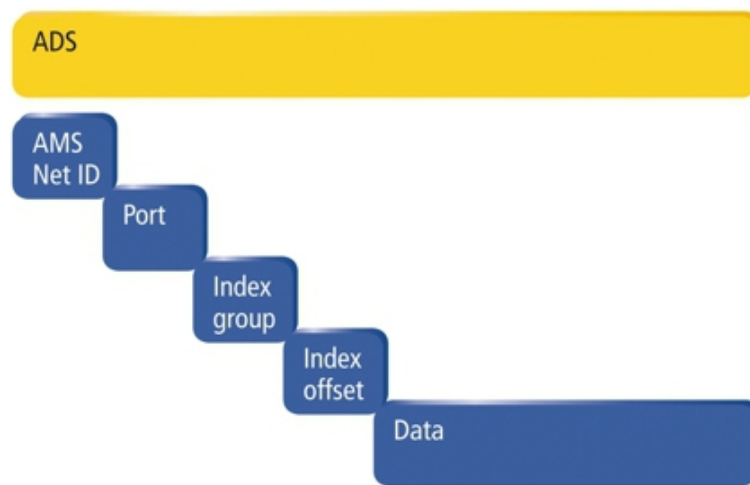 ADS
AMS
Net ID
Port
Index
group
Index
offset
Data